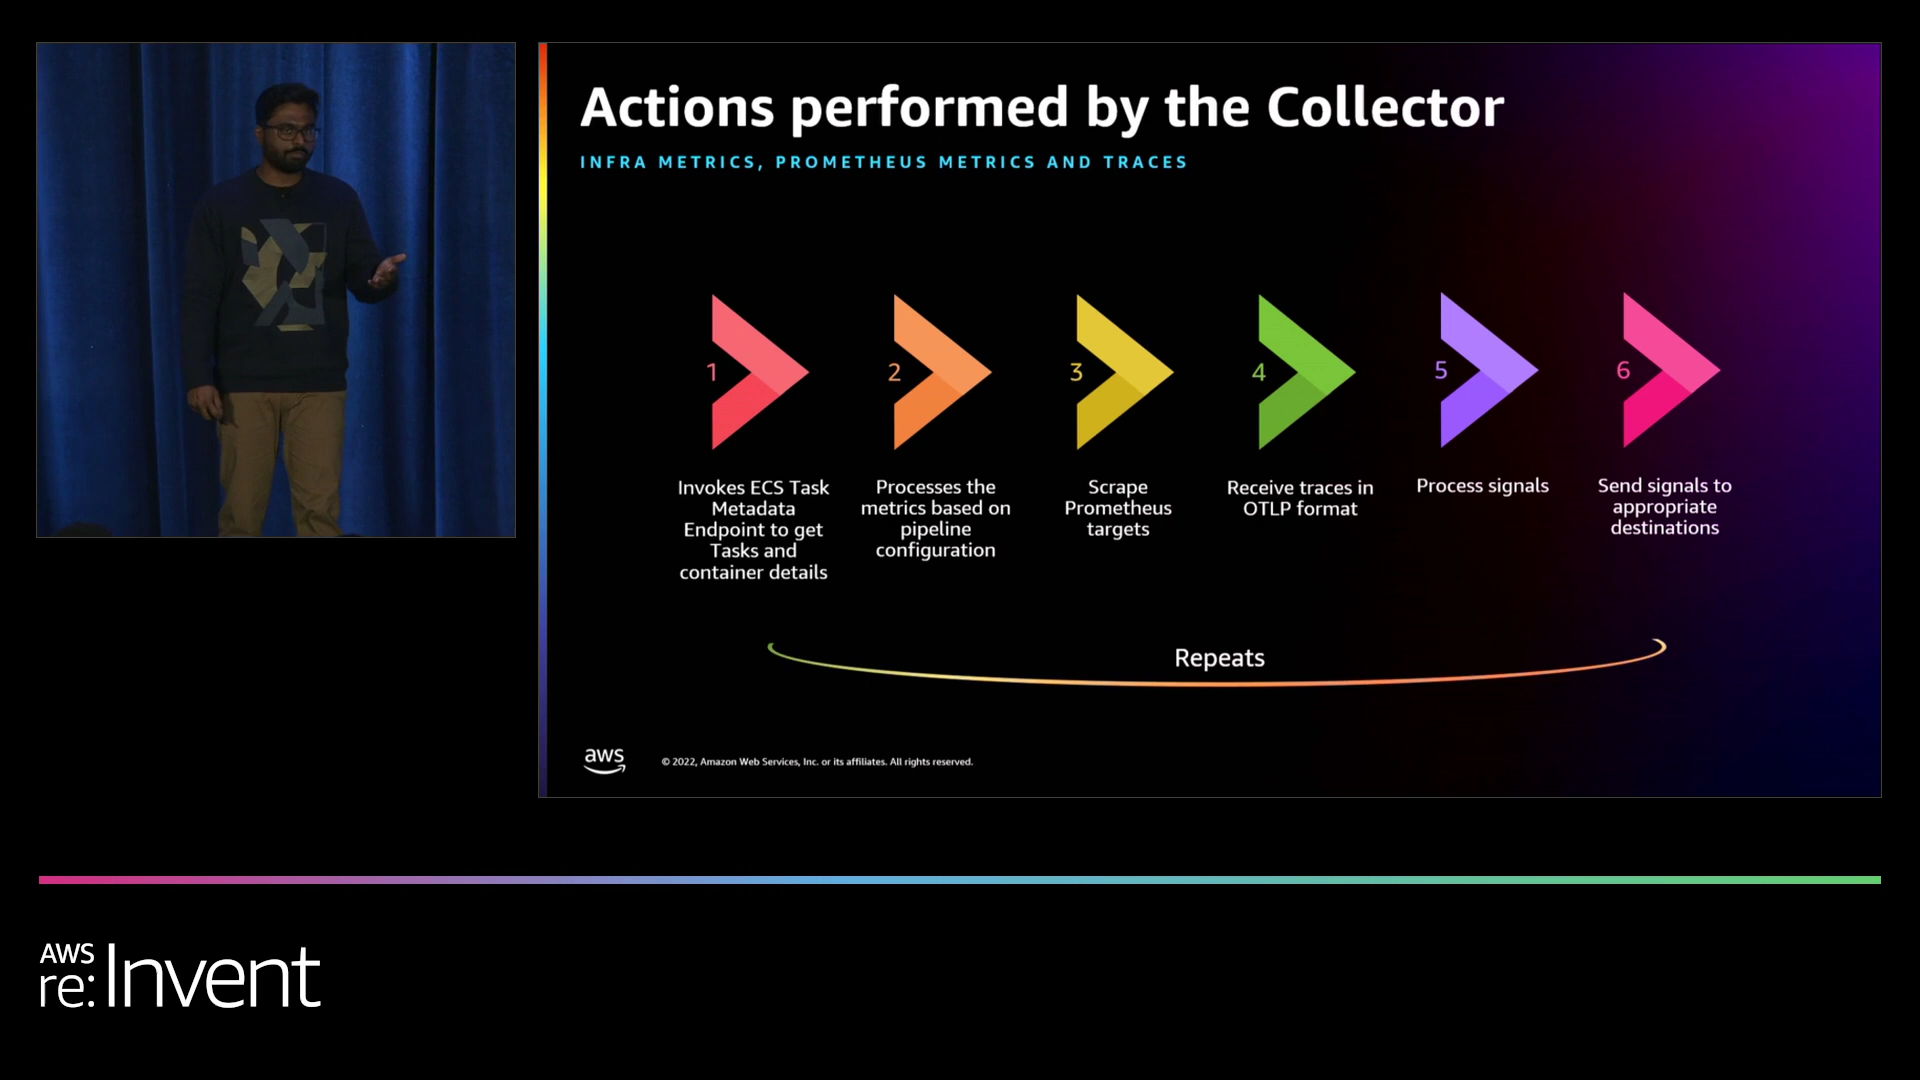 Actions performed by the Collector
INFRA METRICS, PROMETHEUS METRICS AND TRACES
1
Invokes ECS Task
Metadata
Endpoint to get
Tasks and
container details
2
Processes the
metrics based on
pipeline
configuration
3
Scrape
Prometheus
targets
4
Receive traces in
OTLP format
5
Process signals
6
Send signals to
appropriate
destinations
Repeats
aws
© 2022, Amazon Web Services, Inc. or its affiliates. All rights reserved.
AWS
re:Invent